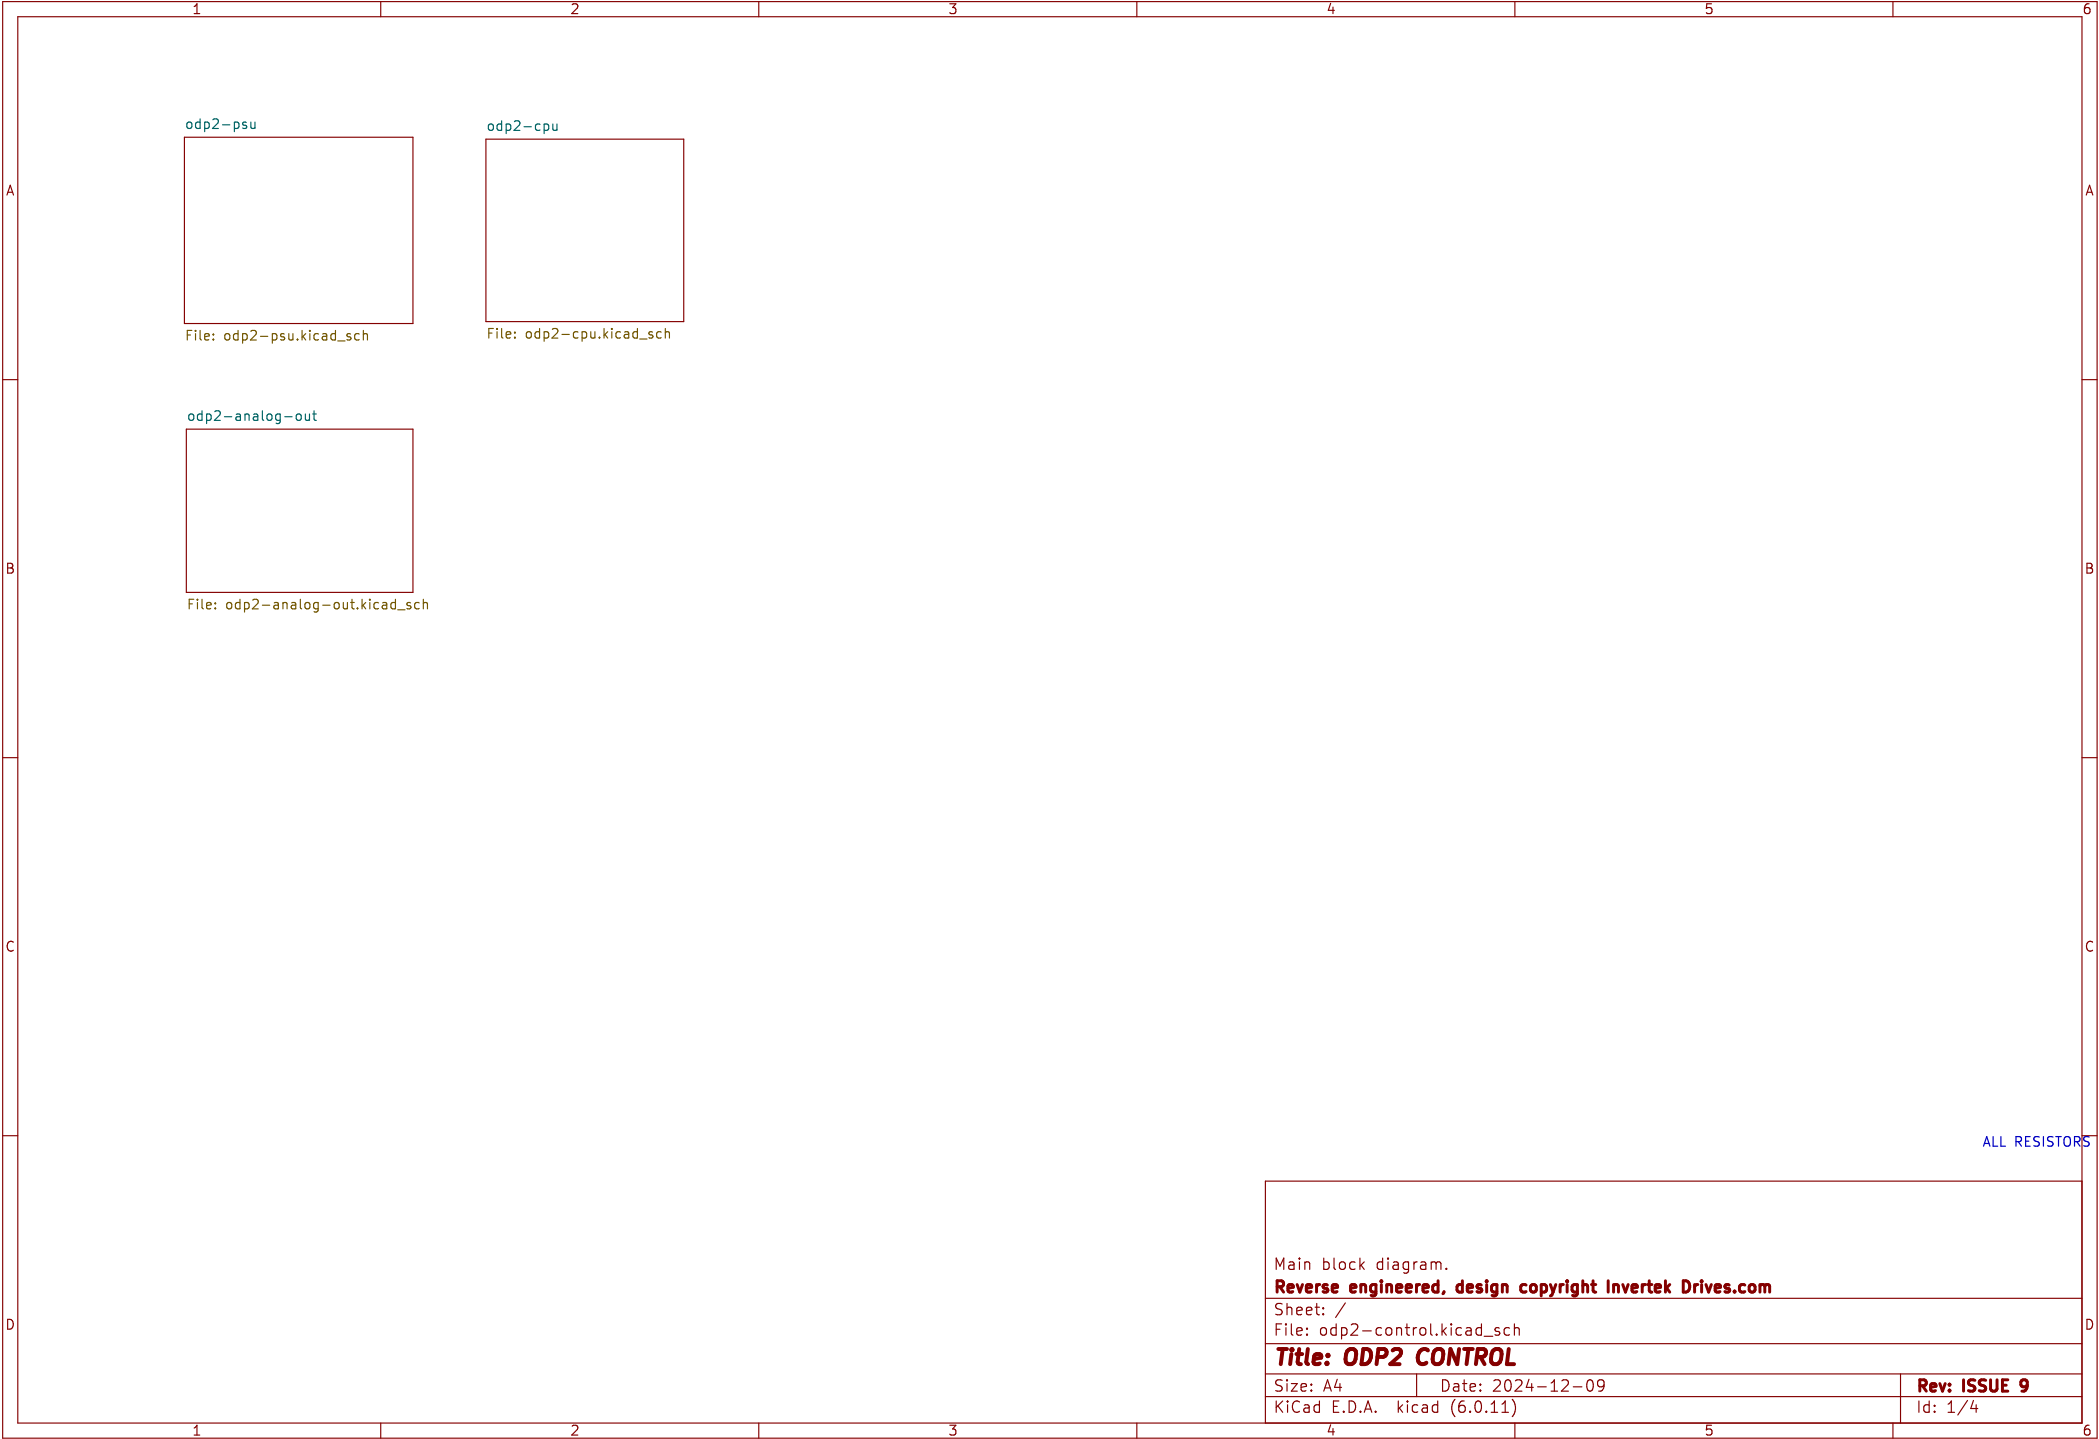 1 2 3 4 5 6
odp2-psu
odp2-cpu
A A
File: odp2-psu.kicad_sch
File: odp2-cpu.kicad_sch
odp2-analog-out
B B
File: odp2-analog-out.kicad_sch
C C
ALL RESISTORS
Main block diagram.
Reverse engineered, design copyright Invertek Drives.com
Sheet: /
File: odp2-control.kicad_sch
D D
Title: ODP2 CONTROL
Size: A4 Date: 2024-12-09 Rev: ISSUE 9
KiCad E.D.A. kicad (6.0.11) Id: 1/4
1 2 3 4 5 6